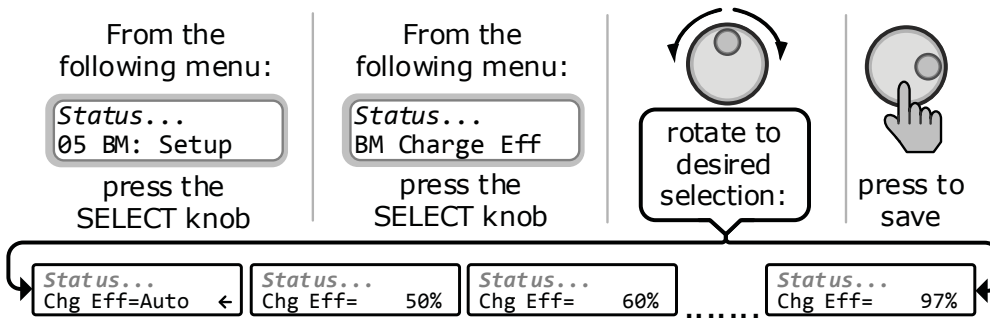 From the
following menu:
Status...
05 BM: Setup
press the
SELECT knob
From the
following menu:
Status...
BM Charge Eff
press the
SELECT knob
rotate to
desired
selection:
press to
save
Status...
Chg Eff=Auto ←
Status...
Chg Eff= 50%
Status...
Chg Eff= 60%
.......
Status...
Chg Eff= 97%